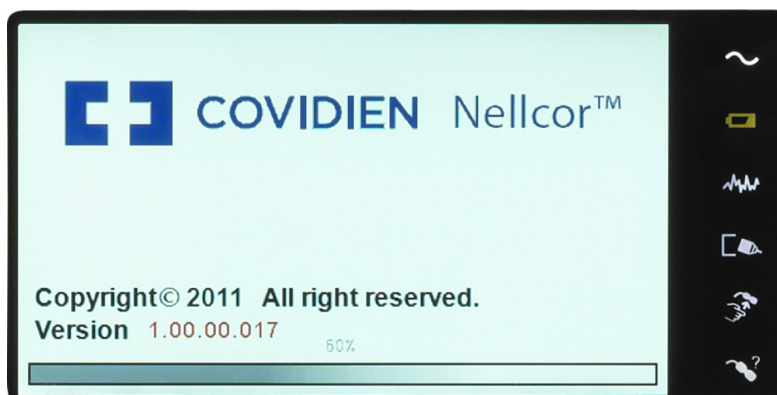 COVIDIEN Nellcor™
Copyright© 2011 All right reserved.
Version 1.00.00.017
60%
?